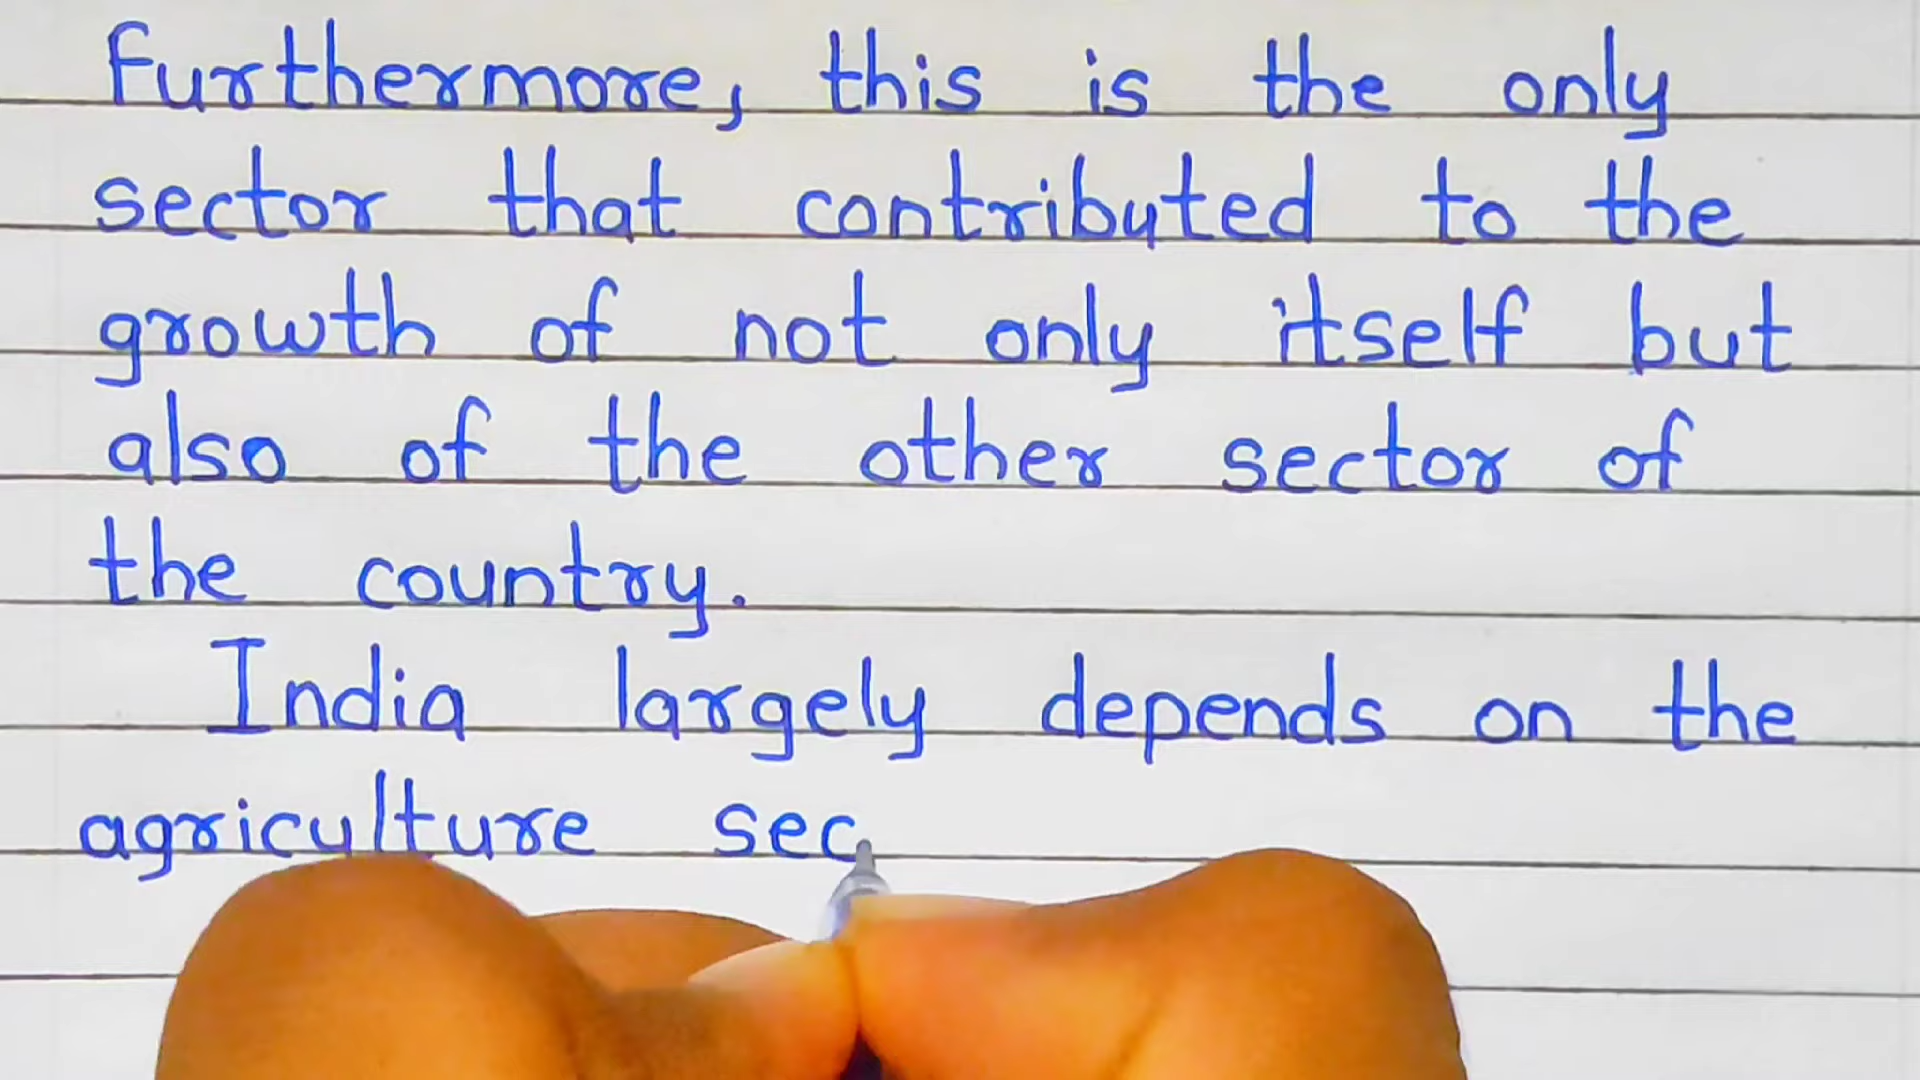 Furthermore, this is the only
sector that contributed to the
growth of not only itself but
also of the other sector of
the country.
India largely depends on the
agriculture sec